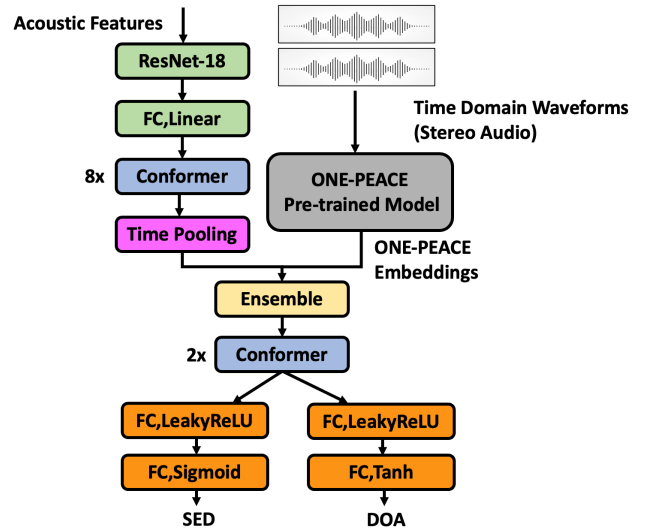 Acoustic Features
ResNet-18
FC,Linear
8x
Conformer
Time Pooling
Time Domain Waveforms
(Stereo Audio)
ONE-PEACE
Pre-trained Model
ONE-PEACE
Embeddings
Ensemble
2x
Conformer
FC,LeakyReLU
FC,LeakyReLU
FC,Sigmoid
FC,Tanh
SED
DOA